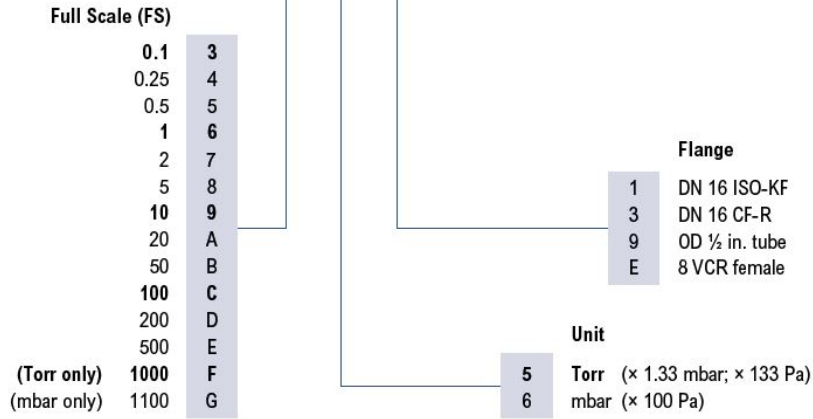 Full Scale (FS)
0.1 3
0.25 4
0.5 5
1 6
2 7
5 8
10 9
20 A
50 B
100 C
200 D
500 E
(Torr only) 1000 F
(mbar only) 1100 G
Flange
1 DN 16 ISO-KF
3 DN 16 CF-R
9 OD ½ in. tube
E 8 VCR female
Unit
5 Torr (× 1.33 mbar; × 133 Pa)
6 mbar (× 100 Pa)